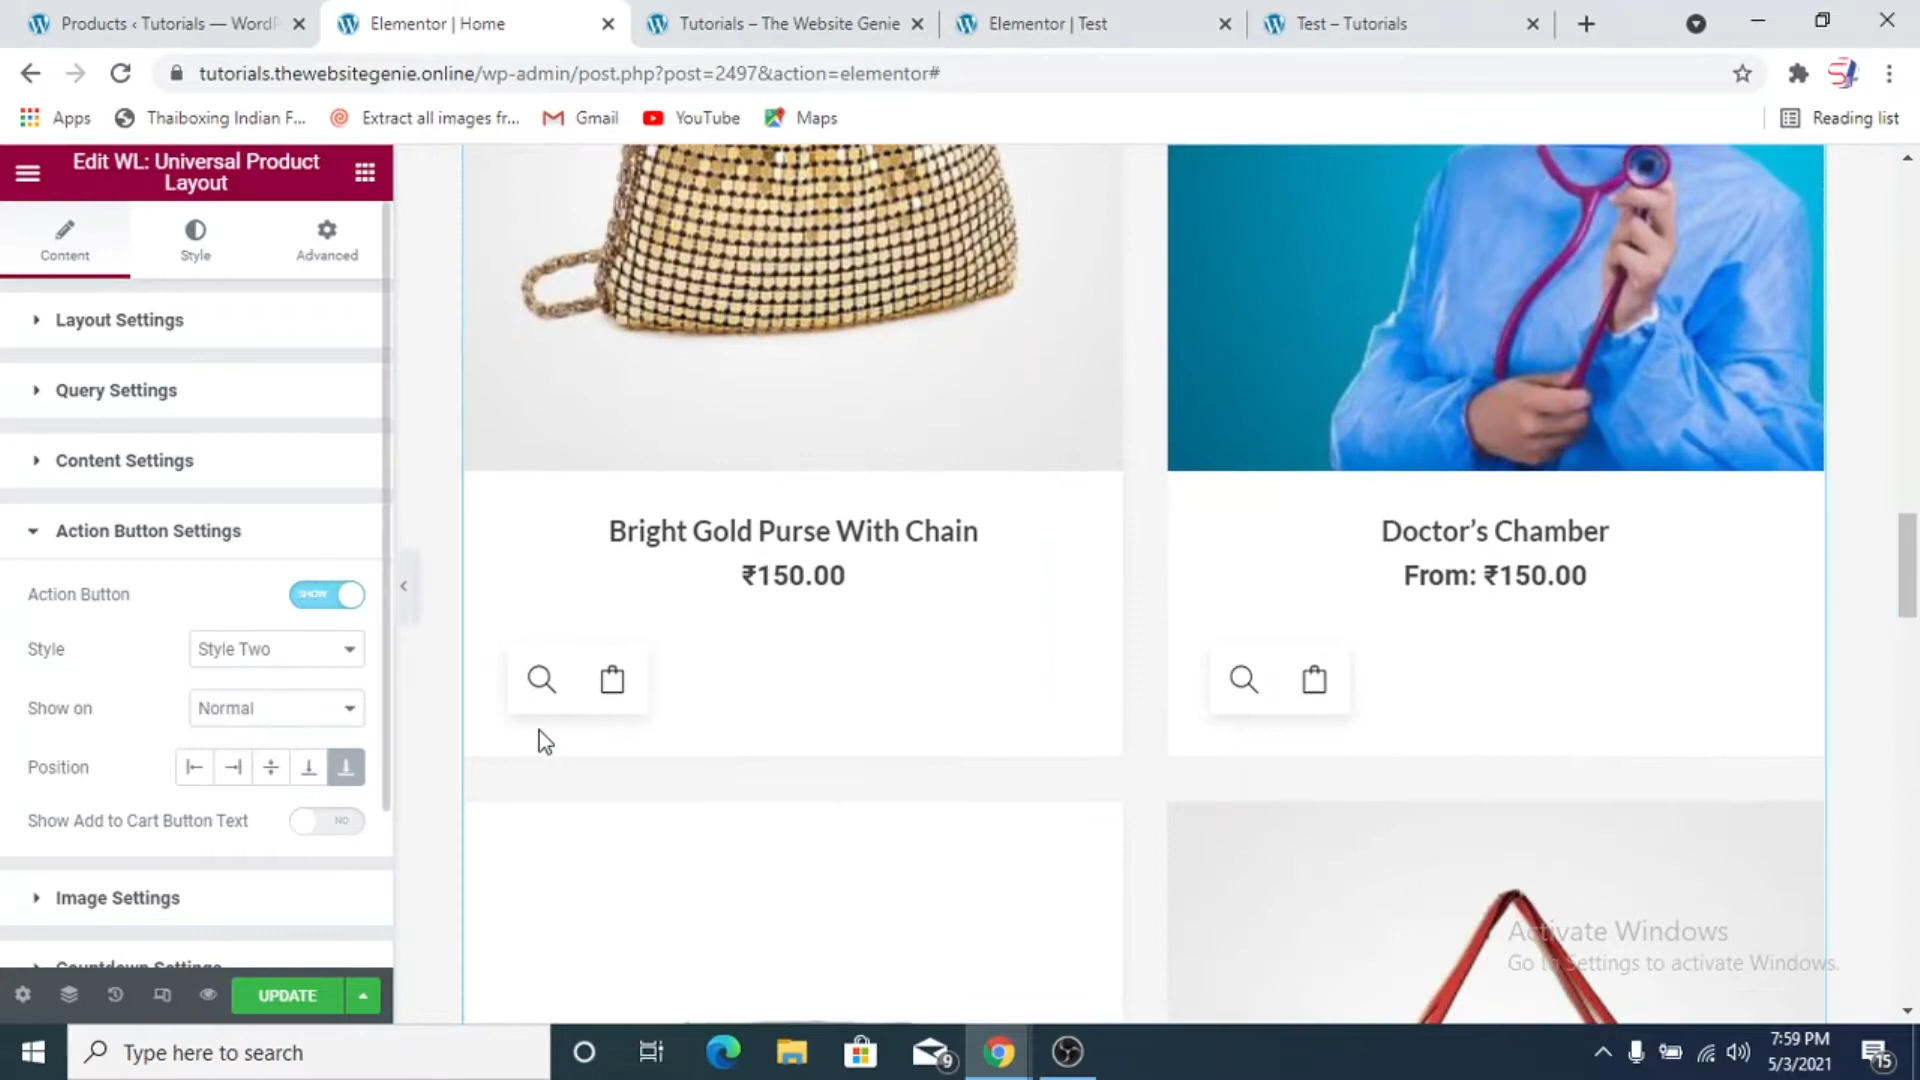 Products ‹ Tutorials — WordP
Elementor | Home
Tutorials – The Website Genie
Elementor | Test
Test – Tutorials
tutorials.thewebsitegenie.online/wp-admin/post.php?post=2497&action=elementor#
Apps
Thaiboxing Indian F...
Extract all images fr...
Gmail
YouTube
Maps
Reading list
Edit WL: Universal Product
Layout
Content
Style
Advanced
Layout Settings
Query Settings
Content Settings
Action Button Settings
Action Button
SHOW
Style
Style Two
Show on
Normal
Position
Show Add to Cart Button Text
NO
Image Settings
Countdown Settings
UPDATE
Bright Gold Purse With Chain
₹150.00
Doctor’s Chamber
From: ₹150.00
Activate Windows
Go to Settings to activate Windows.
Type here to search
9
7:59 PM
5/3/2021
15